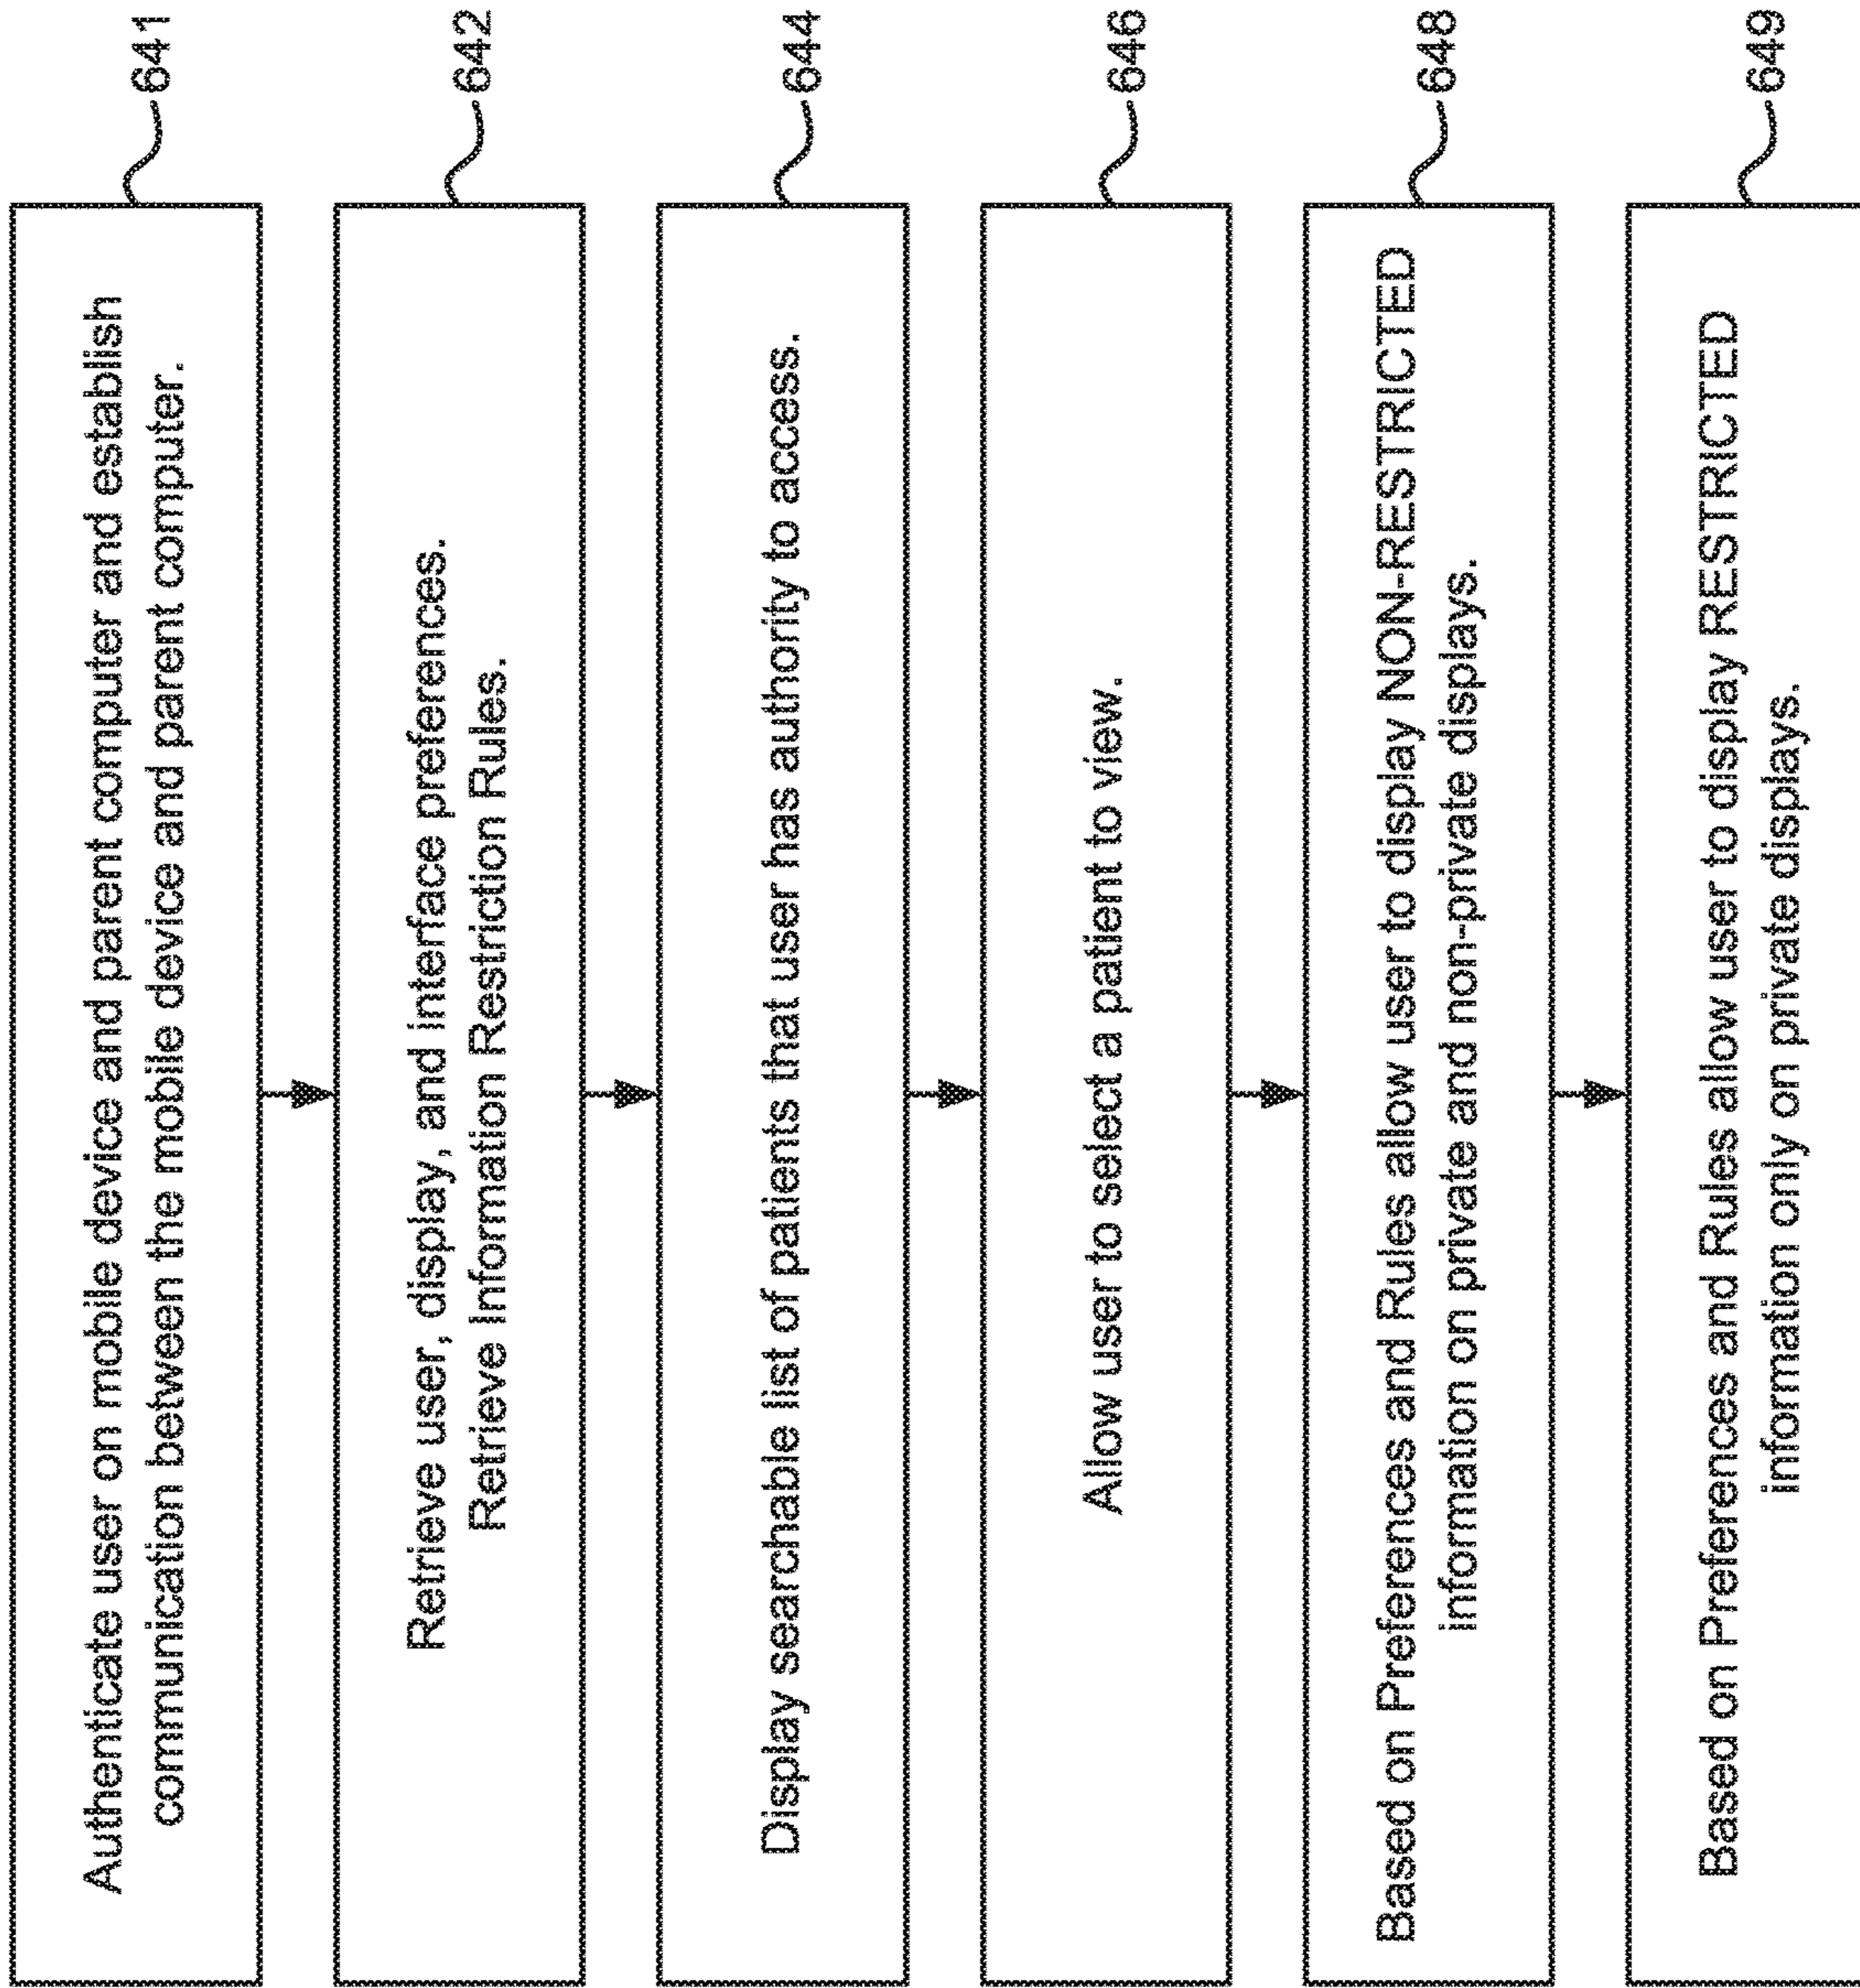 Authenticate user on mobile device and parent computer and establish
communication between the mobile device and parent computer.
641
Retrieve user, display, and interface preferences.
Retrieve Information Restriction Rules.
642
Display searchable list of patients that user has authority to access.
644
Allow user to select a patient to view.
646
Based on Preferences and Rules allow user to display NON-RESTRICTED
information on private and non-private displays.
648
Based on Preferences and Rules allow user to display RESTRICTED
information only on private displays.
649